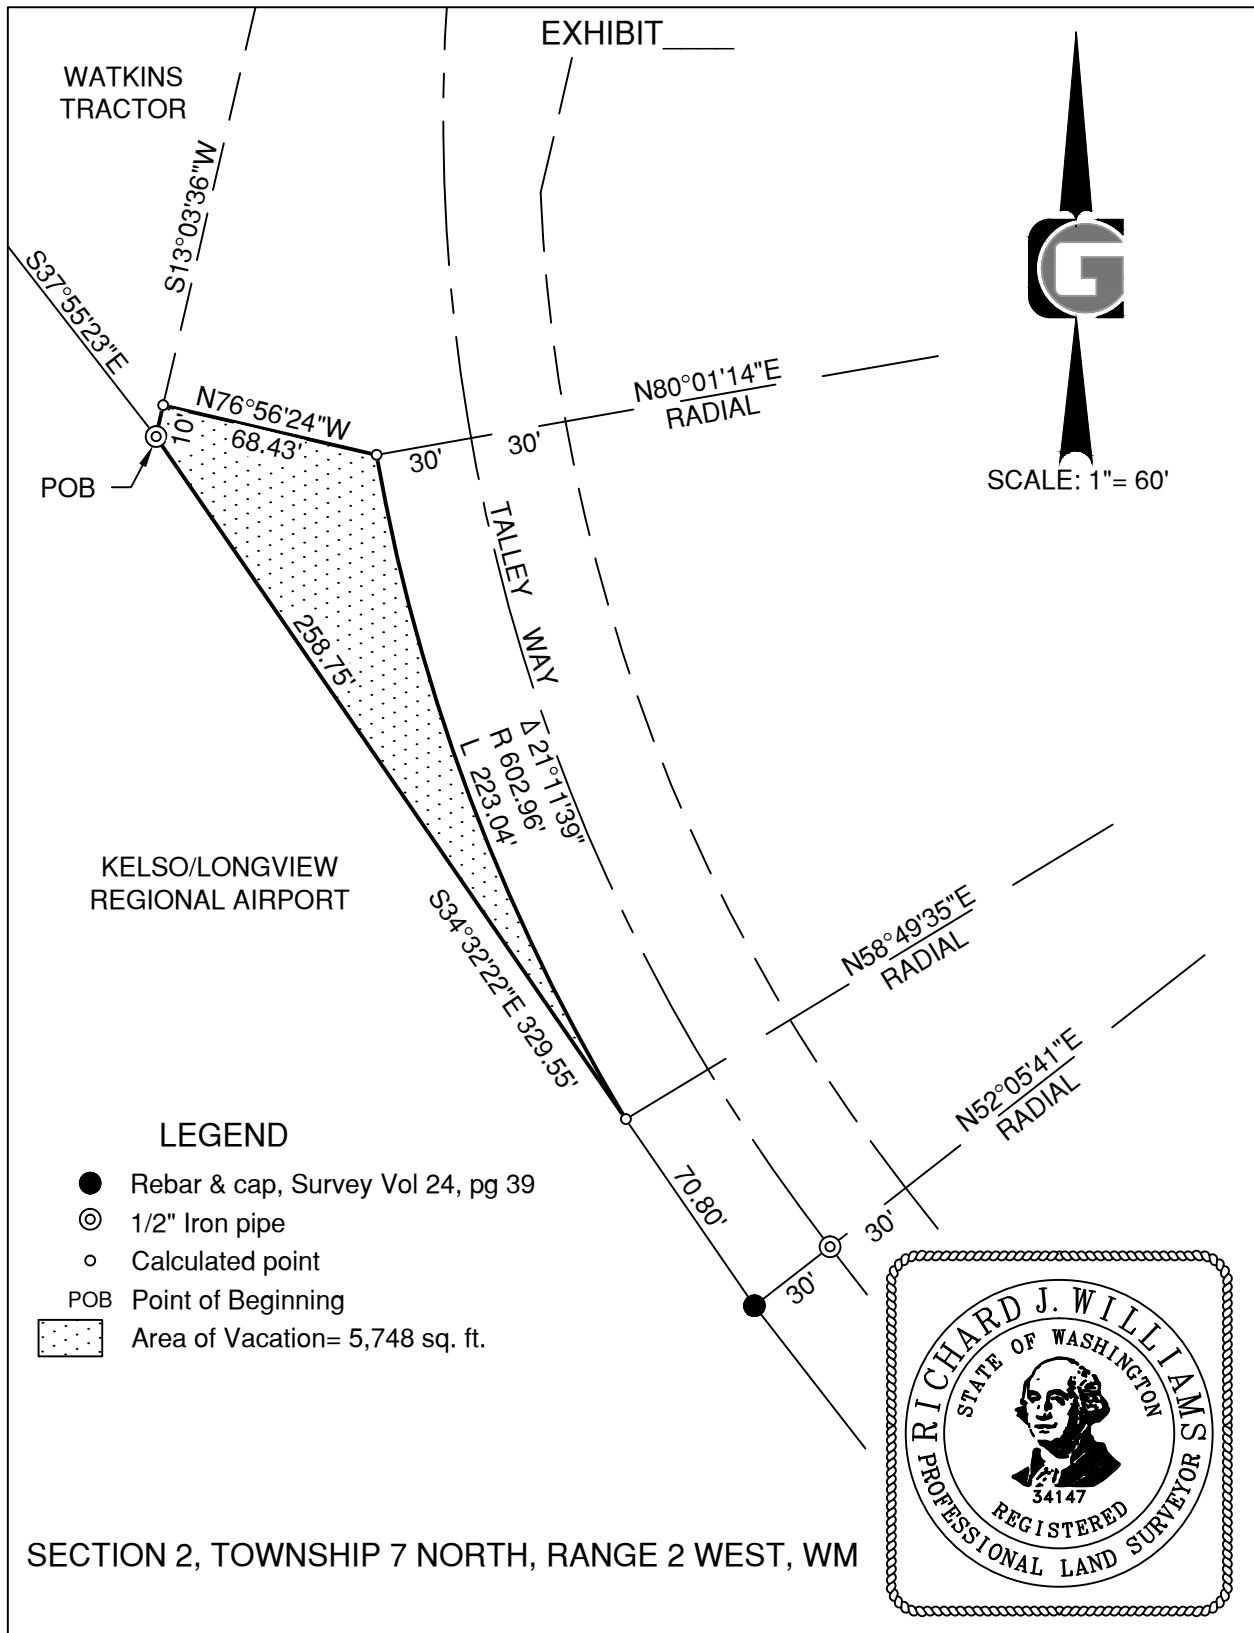 EXHIBIT____
WATKINS
TRACTOR
S13°03'36"W
S37°55'23"E
N76°56'24"W
68.43'
10'
POB
30'
30'
N80°01'14"E
RADIAL
G
SCALE: 1"= 60'
TALLEY WAY
258.75'
Δ 21°11'39"
R 602.96'
L 223.04'
KELSO/LONGVIEW
REGIONAL AIRPORT
S34°32'22"E 329.55'
N58°49'35"E
RADIAL
N52°05'41"E
RADIAL
70.80'
30'
30'
LEGEND
Rebar & cap, Survey Vol 24, pg 39
1/2" Iron pipe
Calculated point
POB Point of Beginning
Area of Vacation= 5,748 sq. ft.
RICHARD J. WILLIAMS
STATE OF WASHINGTON
34147
REGISTERED
PROFESSIONAL LAND SURVEYOR
SECTION 2, TOWNSHIP 7 NORTH, RANGE 2 WEST, WM